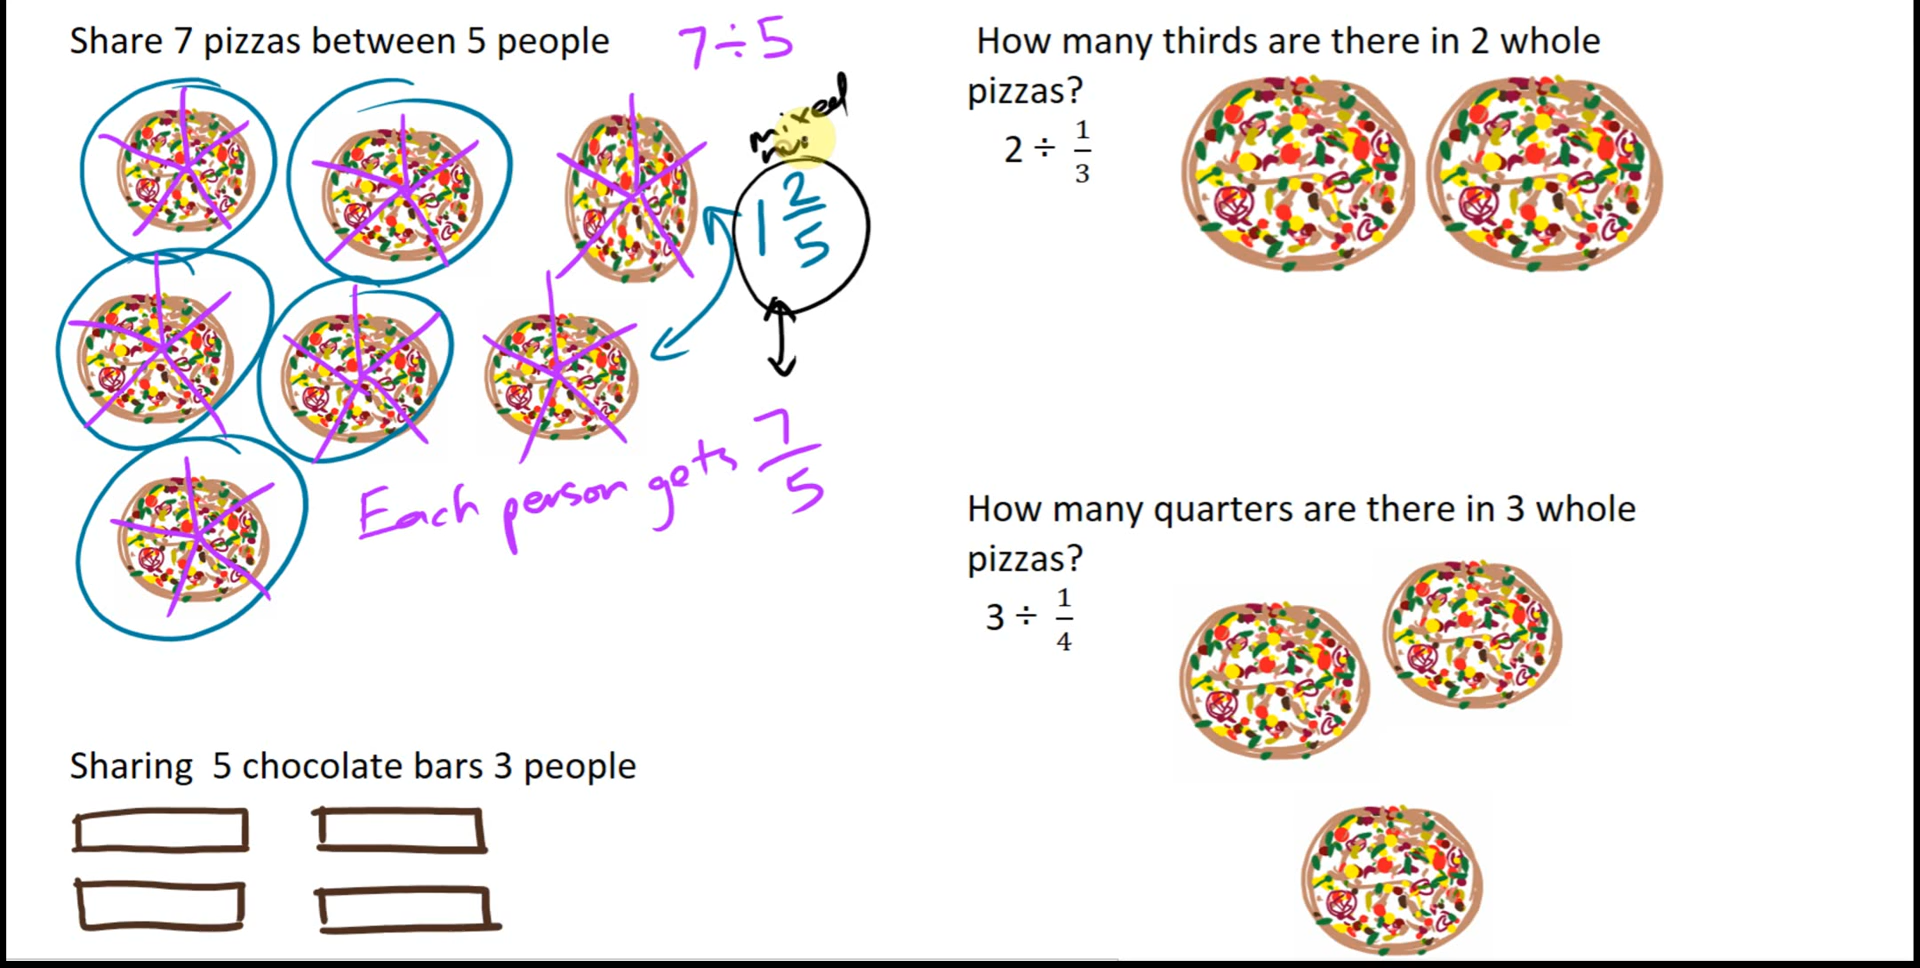 Share 7 pizzas between 5 people
7÷5
mixed
1 2/5
Each person gets 7/5
Sharing 5 chocolate bars 3 people
How many thirds are there in 2 whole
pizzas?
2 ÷ 1/3
How many quarters are there in 3 whole
pizzas?
3 ÷ 1/4